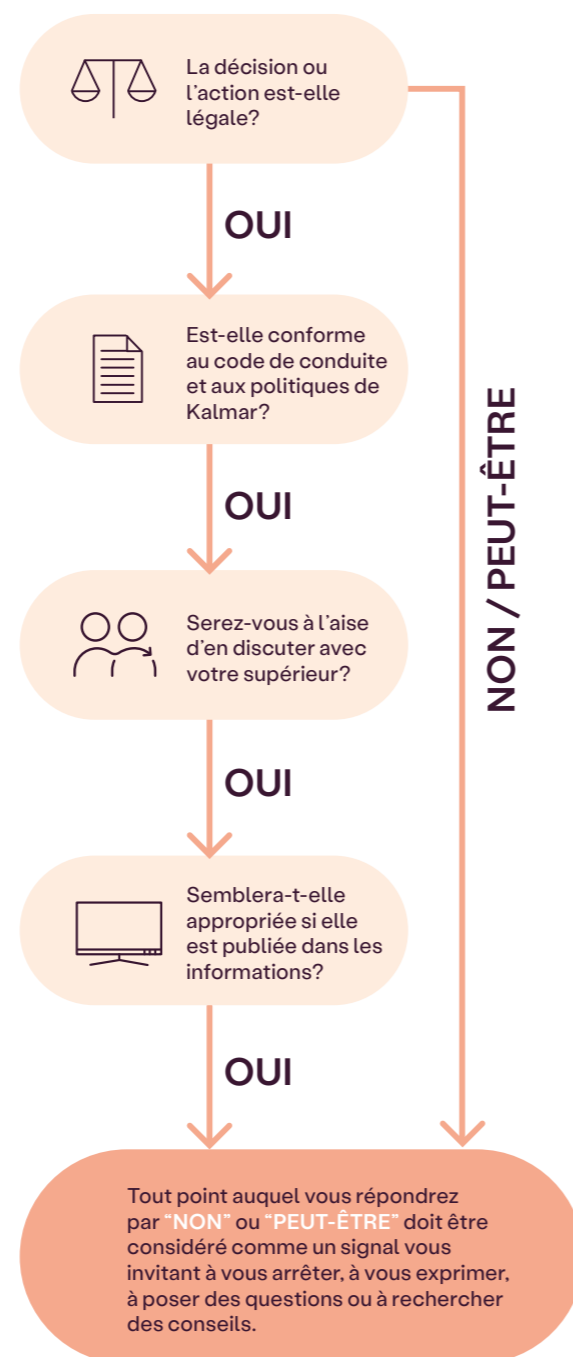 La décision ou
l'action est-elle
légale?
OUI
Est-elle conforme
au code de conduite
et aux politiques de
Kalmar?
OUI
NON / PEUT-ÊTRE
Serez-vous à l'aise
d'en discuter avec
votre supérieur?
OUI
Semblera-t-elle
appropriée si elle
est publiée dans les
informations?
OUI
Tout point auquel vous répondrez
par “NON” ou “PEUT-ÊTRE” doit être
considéré comme un signal vous
invitant à vous arrêter, à vous exprimer,
à poser des questions ou à rechercher
des conseils.